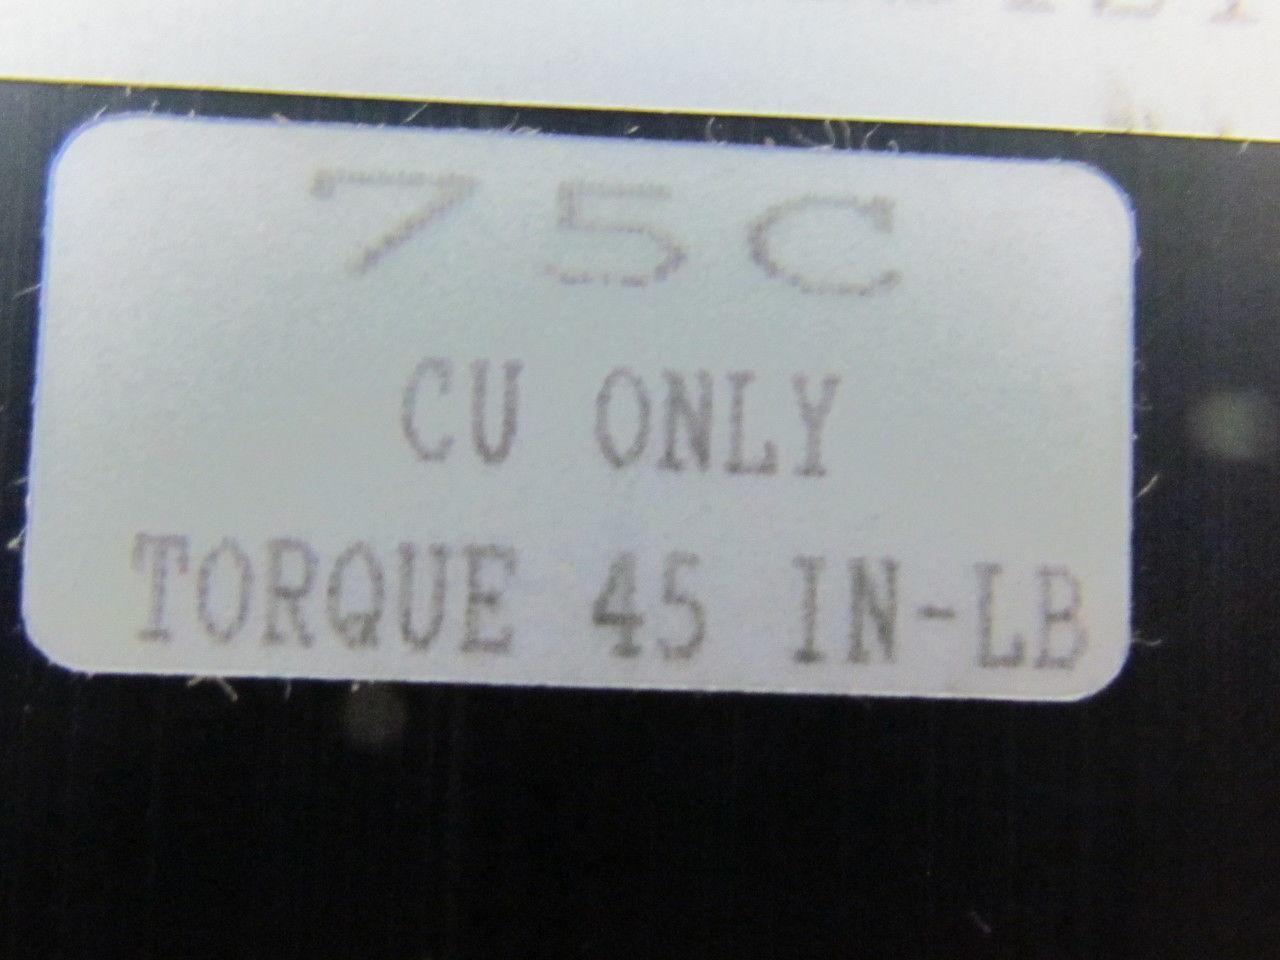 75C
CU ONLY
TORQUE 45 IN-LB